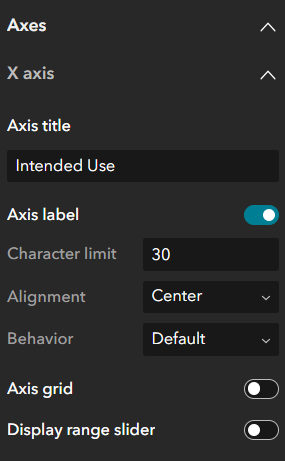 Axes
X axis
Axis title
Intended Use
Axis label
Character limit 30
Alignment Center
Behavior Default
Axis grid
Display range slider